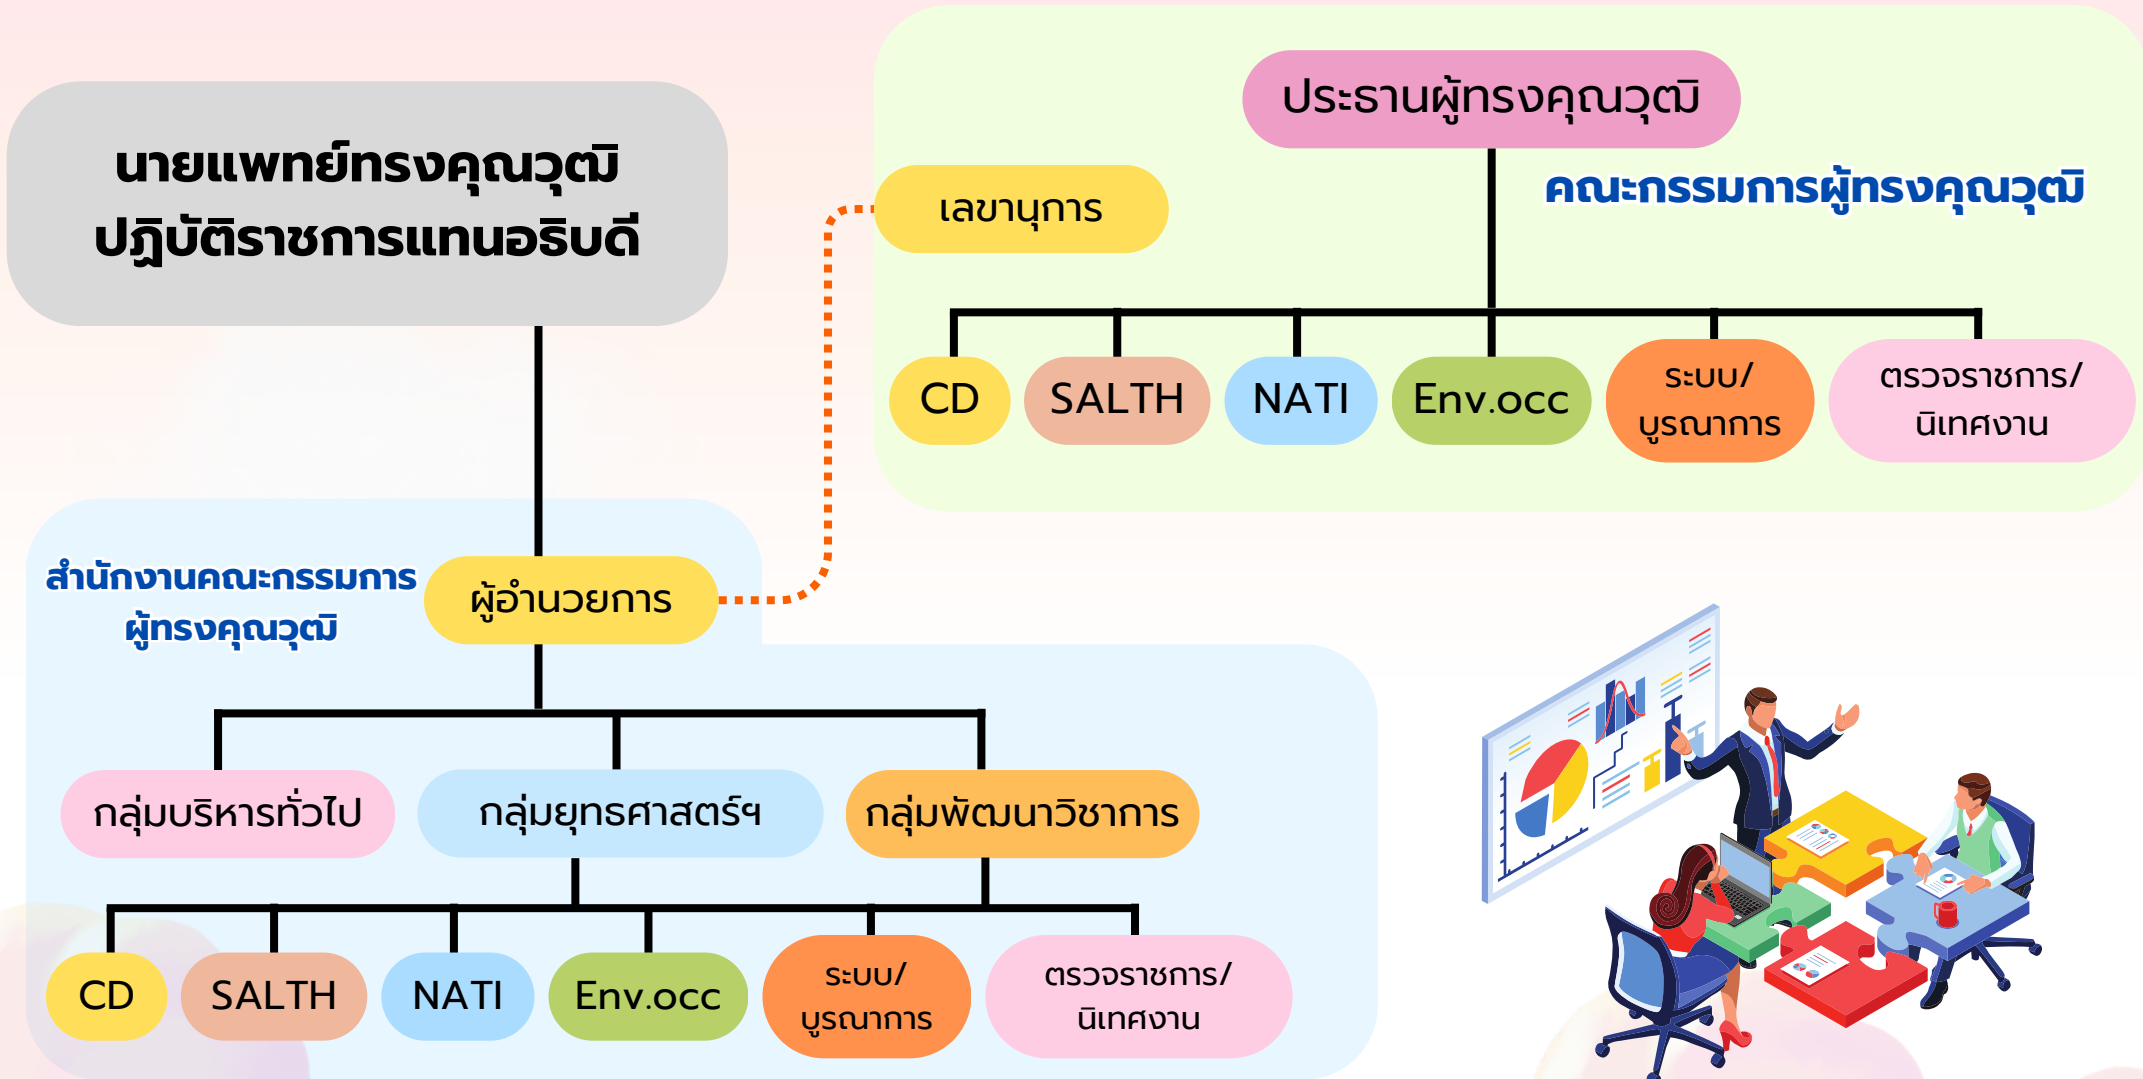 นายแพทย์ทรงคุณวุฒิ
ปฏิบัติราชการแทนอธิบดี
ประธานผู้ทรงคุณวุฒิ
คณะกรรมการผู้ทรงคุณวุฒิ
เลขานุการ
CD
SALTH
NATI
Env.occ
ระบบ/
บูรณาการ
ตรวจราชการ/
นิเทศงาน
สำนักงานคณะกรรมการ
ผู้ทรงคุณวุฒิ
ผู้อำนวยการ
กลุ่มบริหารทั่วไป
กลุ่มยุทธศาสตร์ฯ
กลุ่มพัฒนาวิชาการ
CD
SALTH
NATI
Env.occ
ระบบ/
บูรณาการ
ตรวจราชการ/
นิเทศงาน